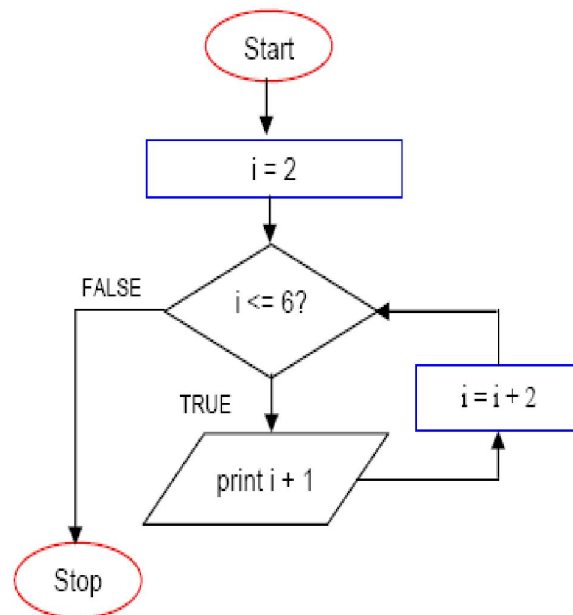 Start
i = 2
i <= 6?
FALSE
TRUE
i = i + 2
print i + 1
Stop